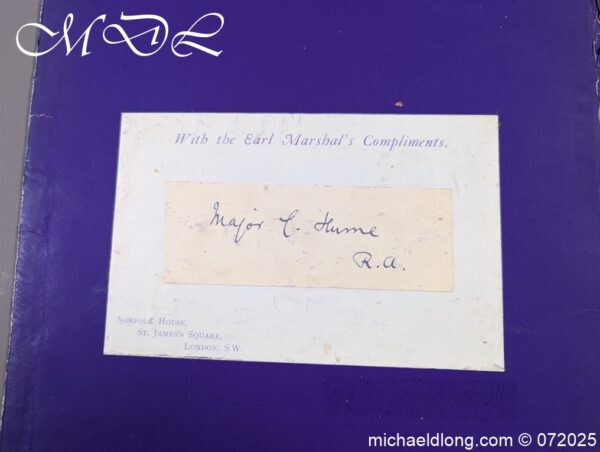 MDL
With the Earl Marshal's Compliments.
Major C. Hume
R.A.
Norfolk House,
St. James's Square,
London, S.W.
michaeldlong.com © 072025